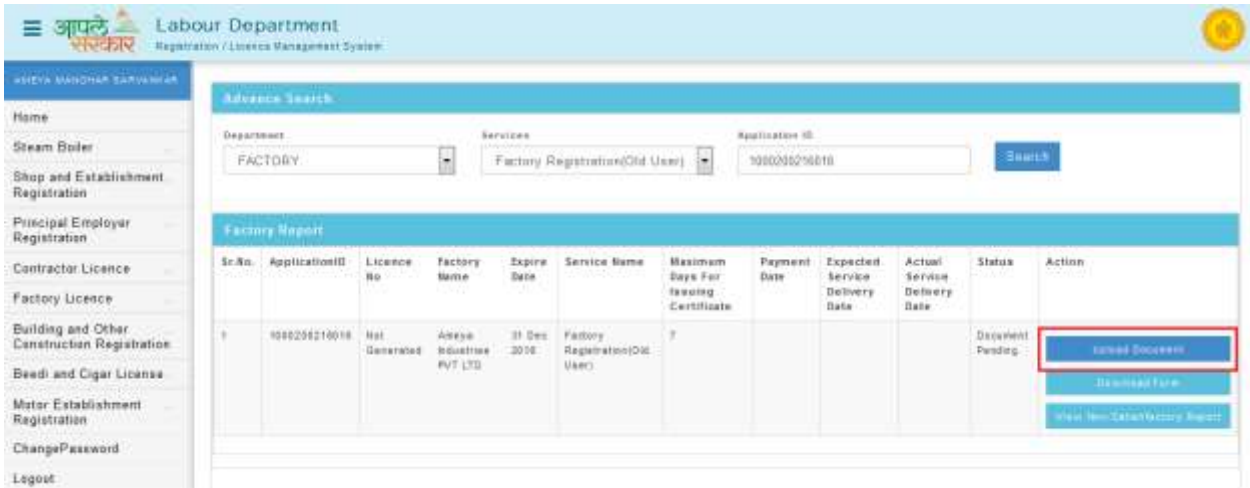 आपले
सरकार
Labour Department
Registration / Licence Management System
Home
Steam Boiler
Shop and Establishment
Registration
Principal Employer
Registration
Contractor Licence
Factory Licence
Building and Other
Construction Registration
Beedi and Cigar License
Motor Establishment
Registration
ChangePassword
Logout
Advance Search
Department
Services
Application ID
FACTORY
Factory Registration(Old User)
1000200216016
Search
Factory Report
Sr.No.
ApplicationID
Licence
No
Factory
Name
Expire
Date
Service Name
Maximum
Days For
Issuing
Certificate
Payment
Date
Expected
Service
Delivery
Date
Actual
Service
Delivery
Date
Status
Action
1
1000200216016
Not
Generated
Ameya
Industries
PVT LTD
31 Dec
2016
Factory
Registration(Old
User)
7
Document
Pending
Upload Document
Download Form
View Non Satisfactory Report